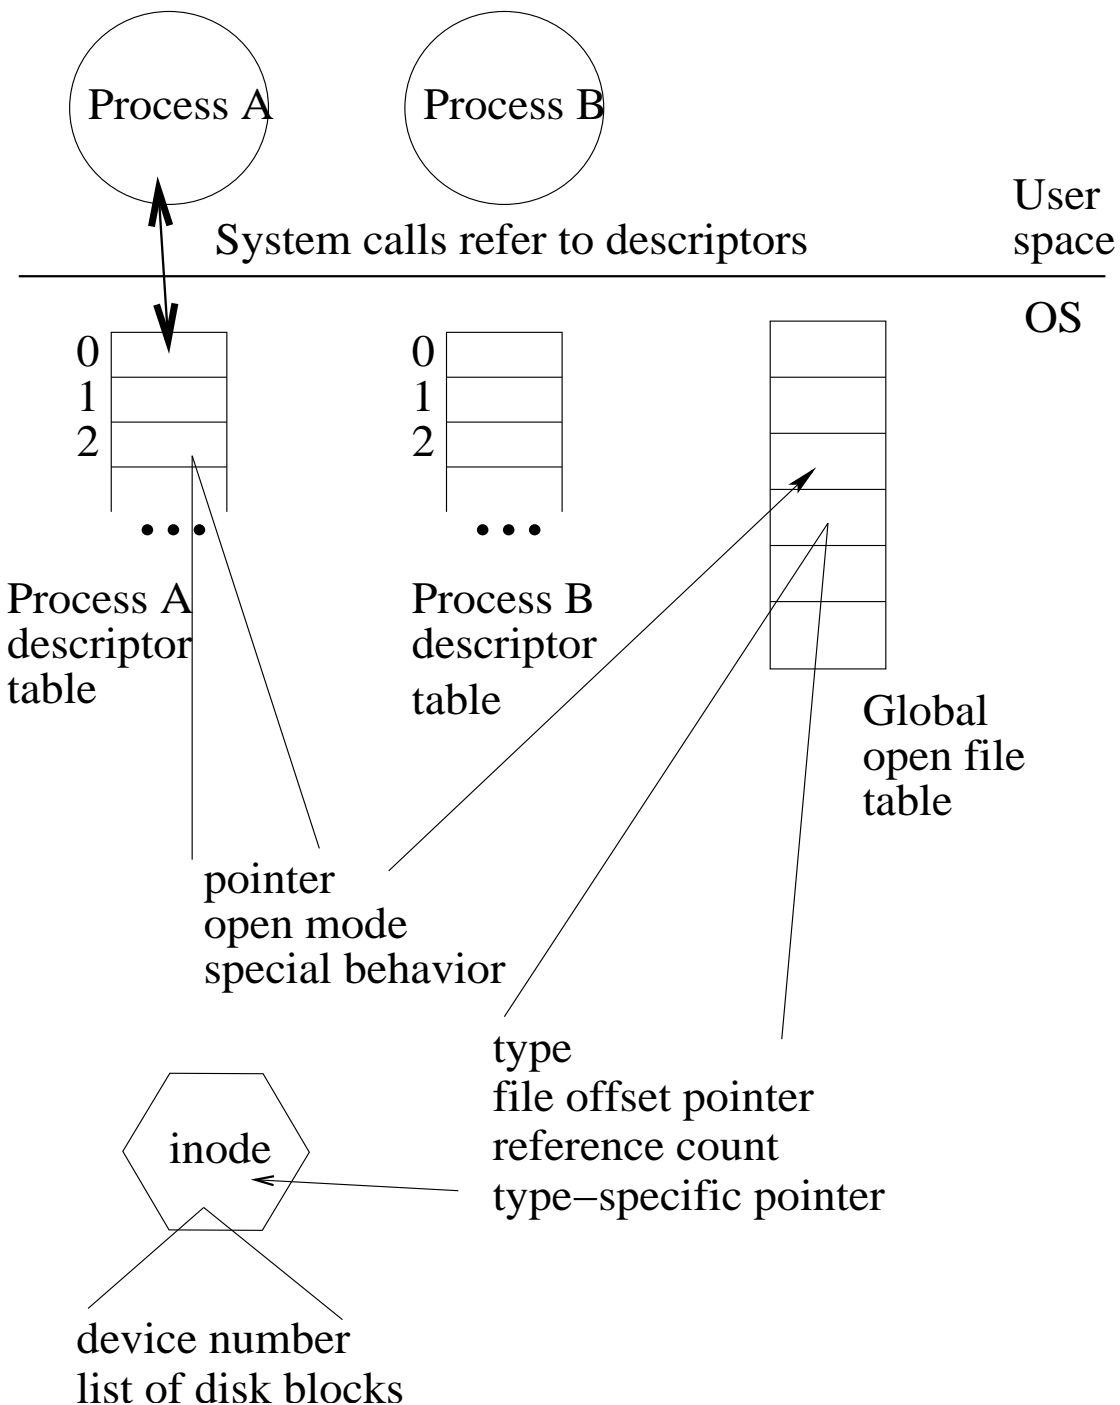 Process A
Process B
User
space
System calls refer to descriptors
OS
0
1
2
0
1
2
Process A
descriptor
table
Process B
descriptor
table
Global
open file
table
pointer
open mode
special behavior
type
file offset pointer
reference count
type−specific pointer
inode
device number
list of disk blocks